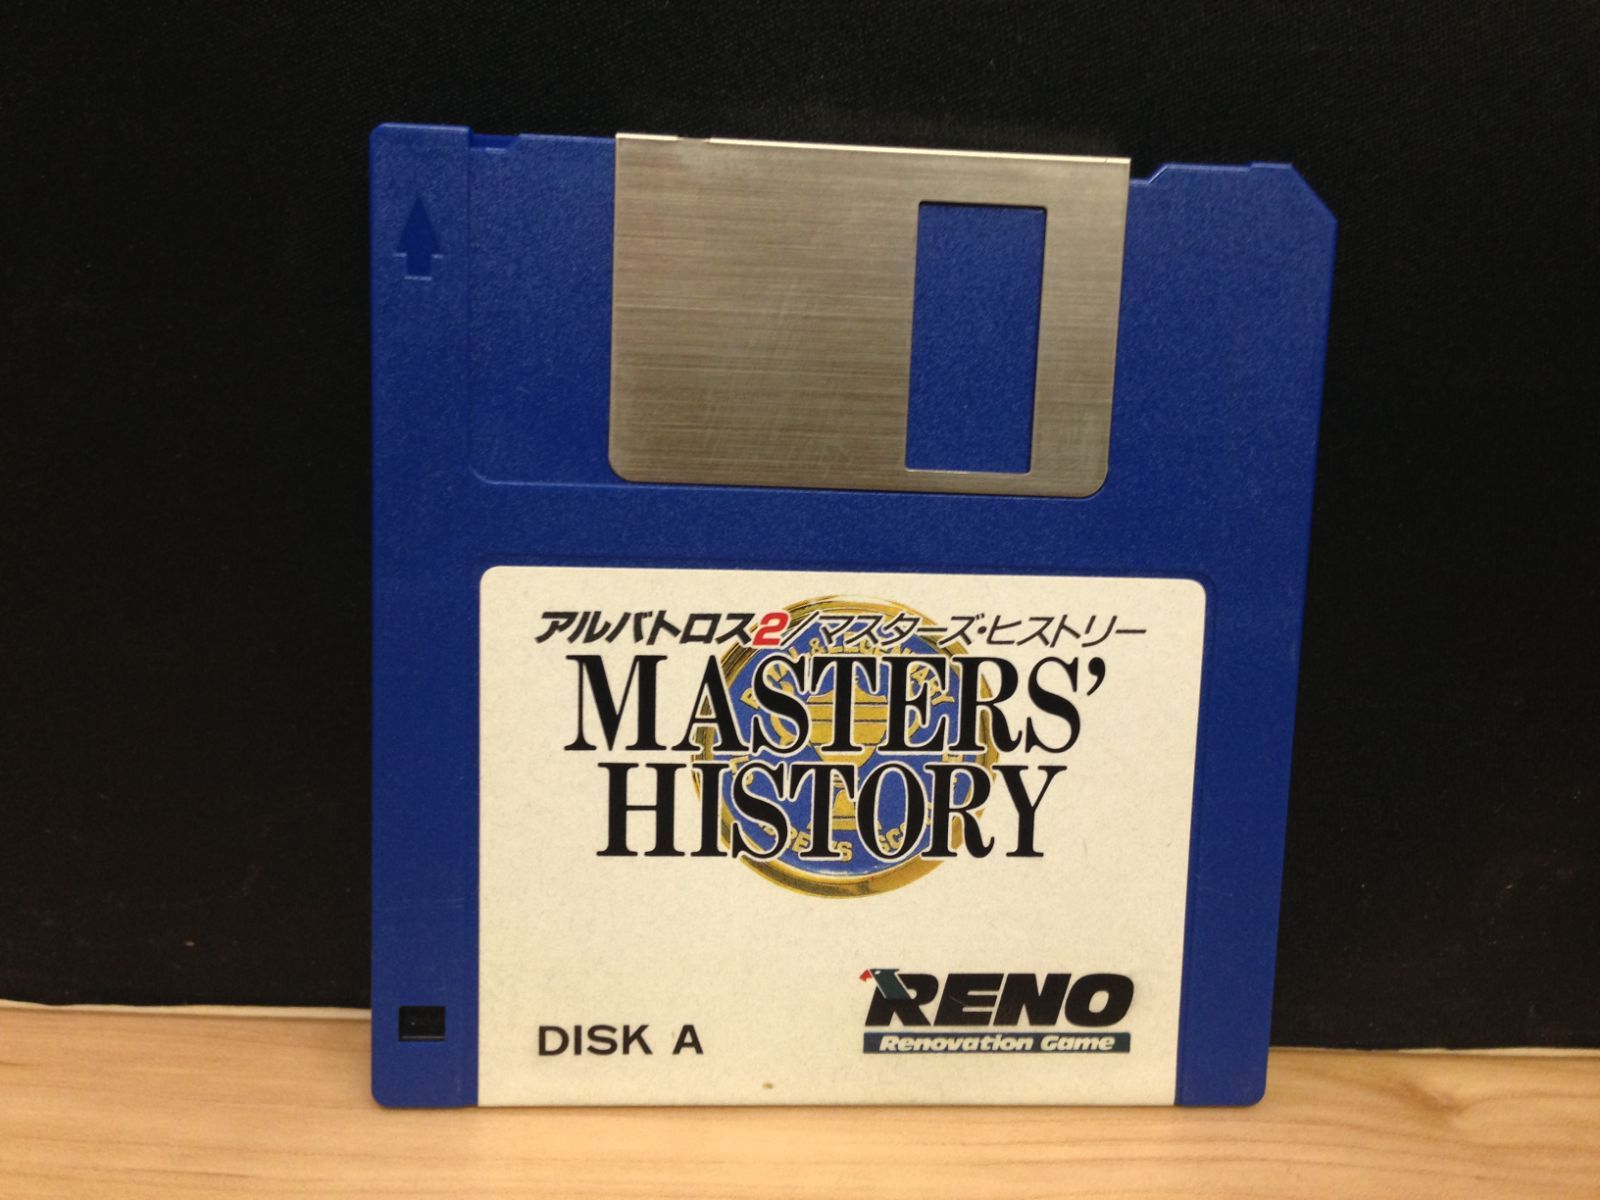 アルバトロス2/マスターズ・ヒストリー
MASTERS'
HISTORY
DISK A
RENO
Renovation Game